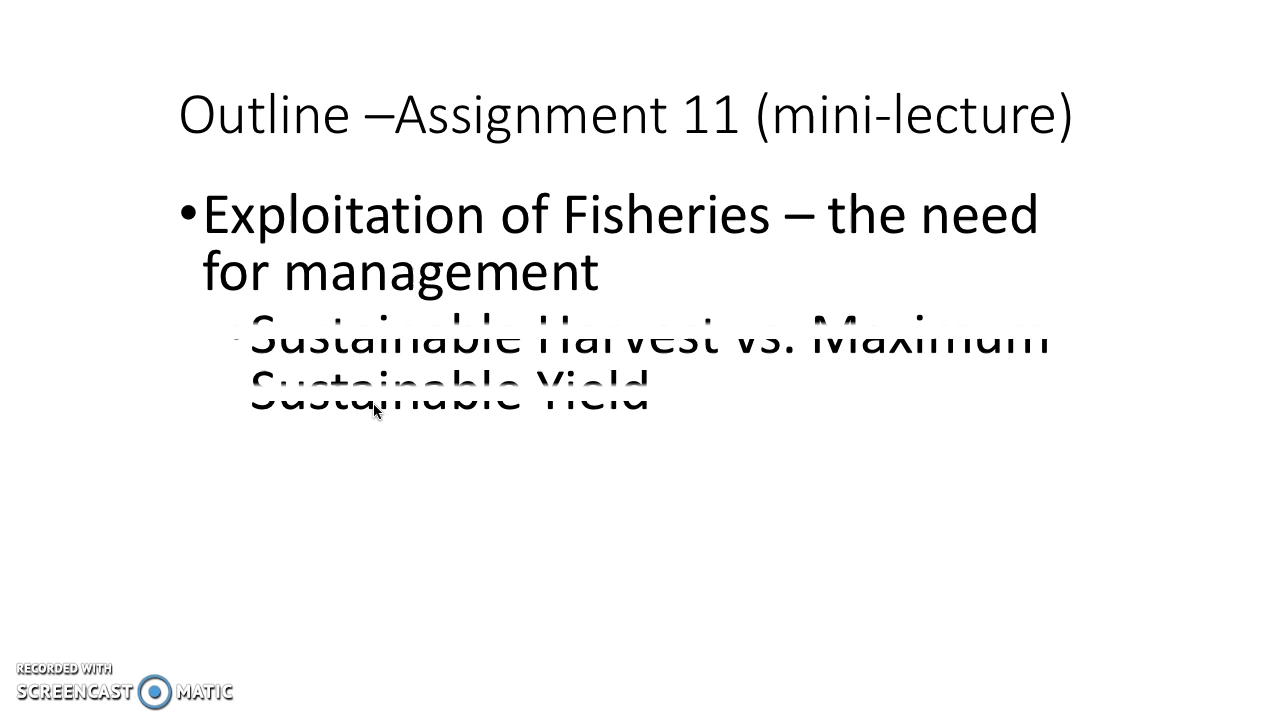 Outline –Assignment 11 (mini-lecture)
•Exploitation of Fisheries – the need
for management
•Sustainable Harvest vs. Maximum
Sustainable Yield
RECORDED WITH
SCREENCAST MATIC